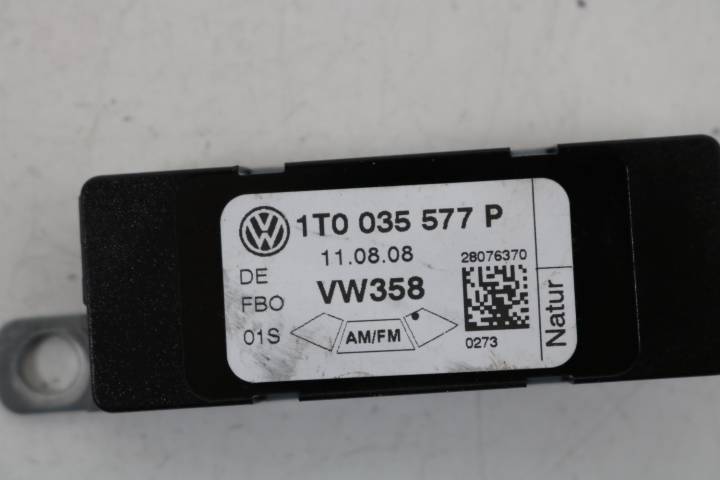 1T0 035 577 P
11.08.08
28076370
DE
FBO
VW358
01S
AM/FM
0273
Natur